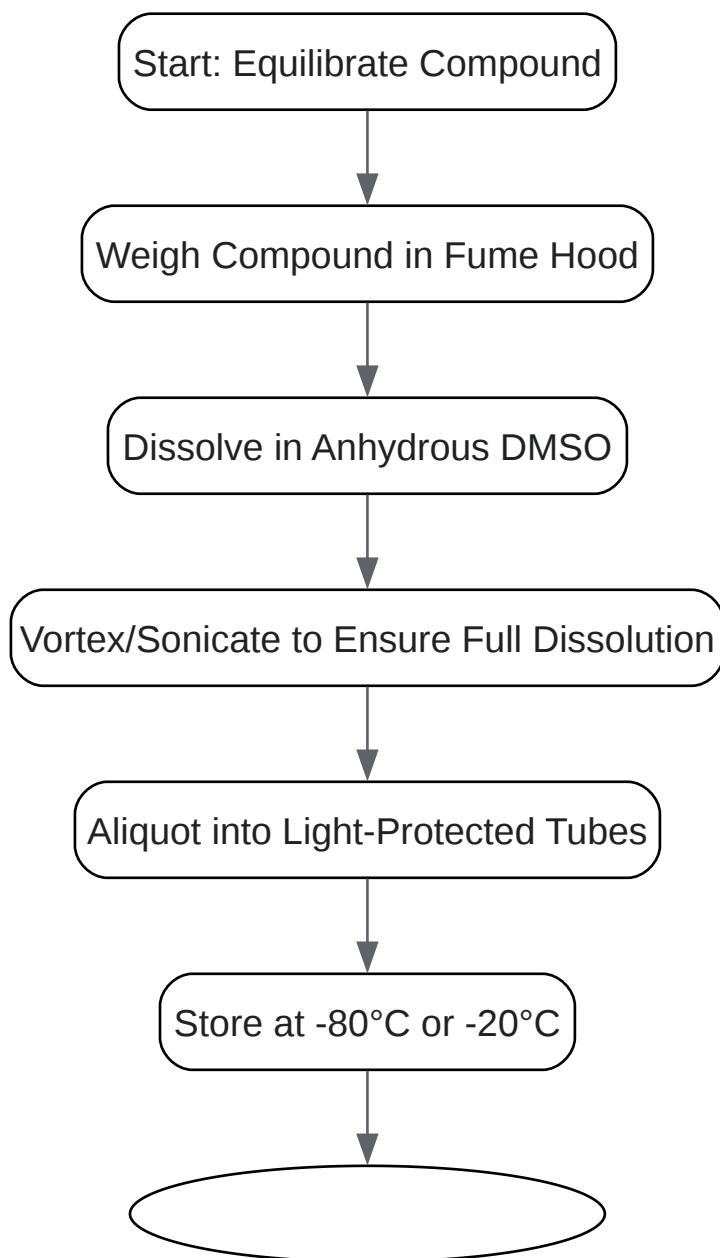 Start: Equilibrate Compound
Weigh Compound in Fume Hood
Dissolve in Anhydrous DMSO
Vortex/Sonicate to Ensure Full Dissolution
Aliquot into Light-Protected Tubes
Store at -80°C or -20°C